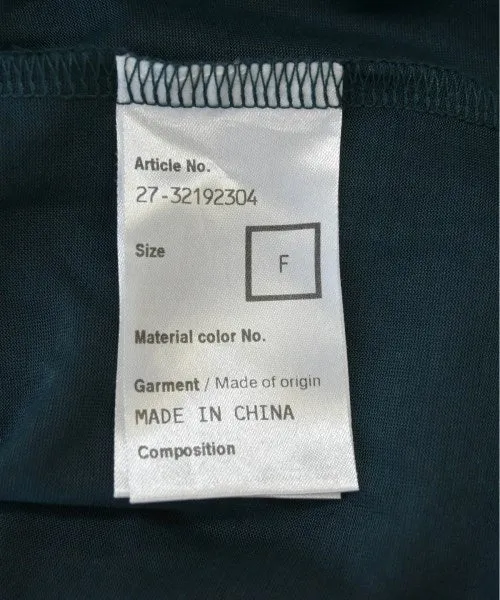 Article No.
27-32192304
Size
F
Material color No.
Garment / Made of origin
MADE IN CHINA
Composition